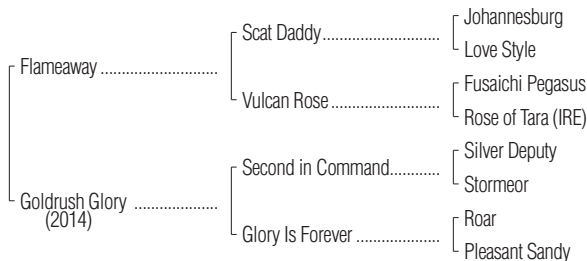 Johannesburg
Scat Daddy
Love Style
Flameaway
Fusaichi Pegasus
Vulcan Rose
Rose of Tara (IRE)
Silver Deputy
Second in Command
Stormeor
Goldrush Glory
(2014)
Roar
Glory Is Forever
Pleasant Sandy